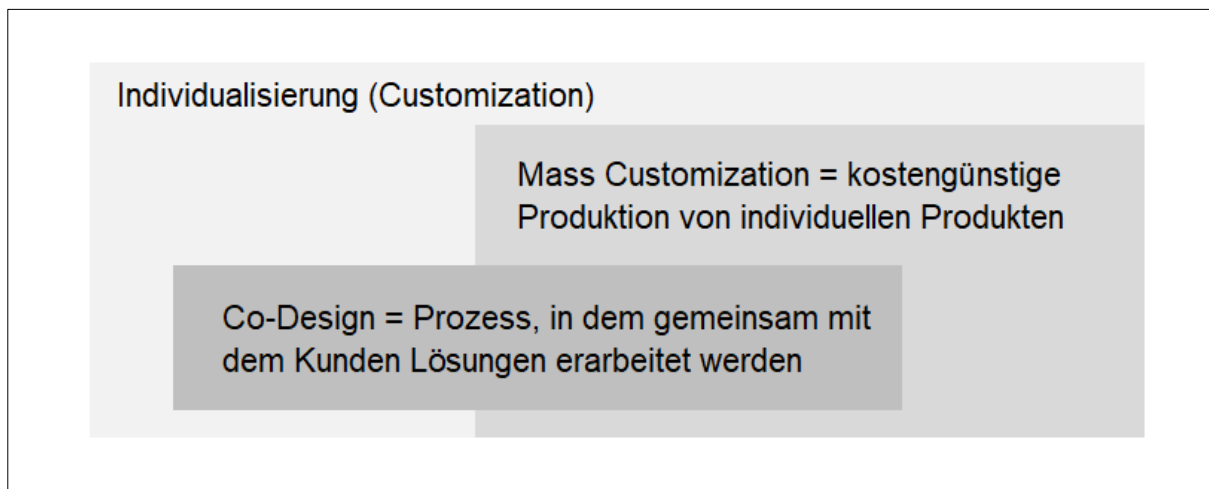 Individualisierung (Customization)
Mass Customization = kostengünstige
Produktion von individuellen Produkten
Co-Design = Prozess, in dem gemeinsam mit
dem Kunden Lösungen erarbeitet werden